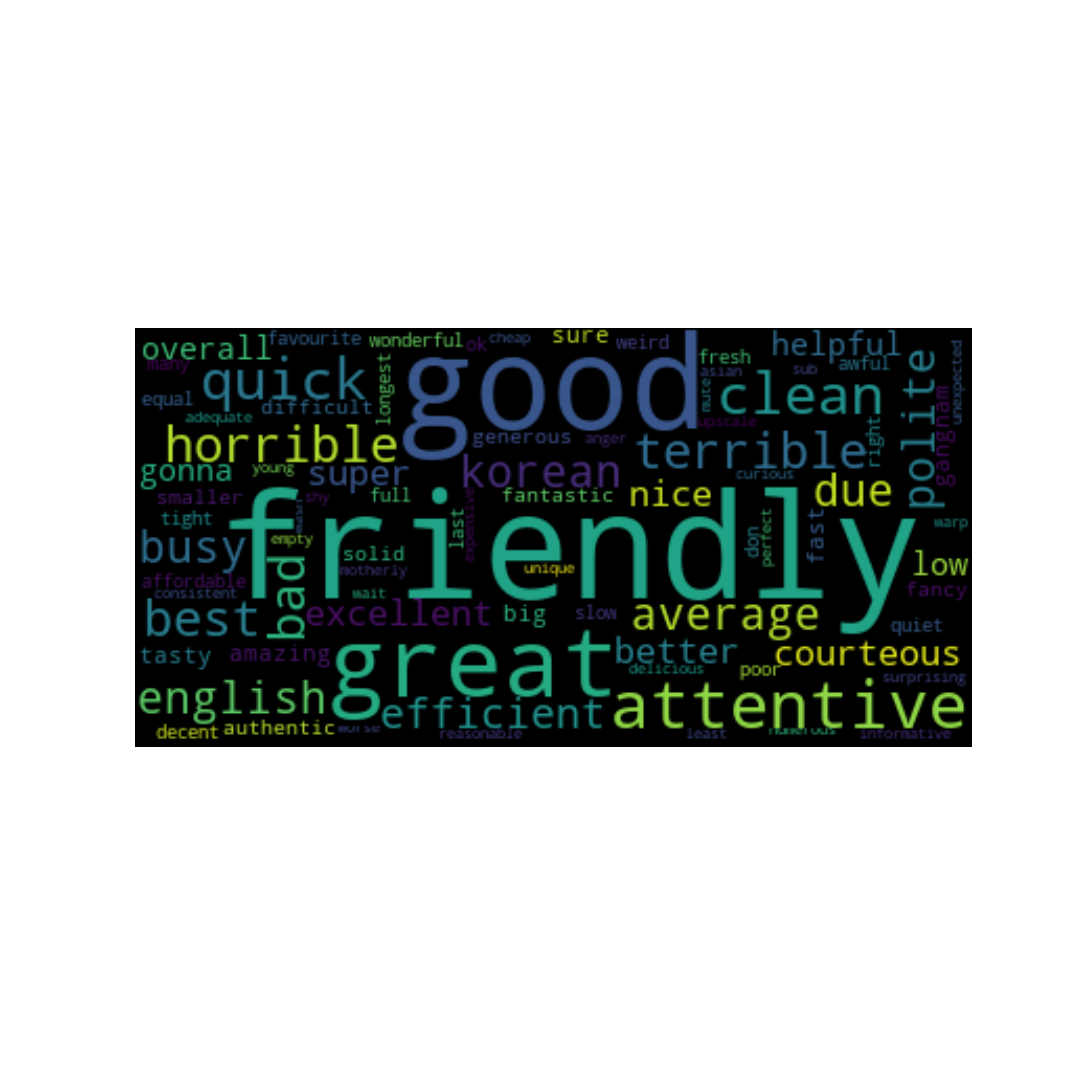 overall
favourite
wonderful
ok
cheap
sure
weird
helpful
many
quick
longest
good
fresh
awful
asian
sub
unexpected
equal
difficult
adequate
mute
clean
polite
upscale
horrible
generous
anger
terrible
right
gangnam
gonna
young
super
korean
curious
smaller
shy
full
fantastic
nice
due
tight
empty
friendly
last
expensive
don
perfect
fast
warp
busy
solid
motherly
unique
low
affordable
consistent
bad
wait
fancy
best
excellent
big
slow
average
quiet
tasty
amazing
great
better
delicious
poor
courteous
surprising
english
efficient
attentive
decent
authentic
worse
reasonable
least
numerous
informative